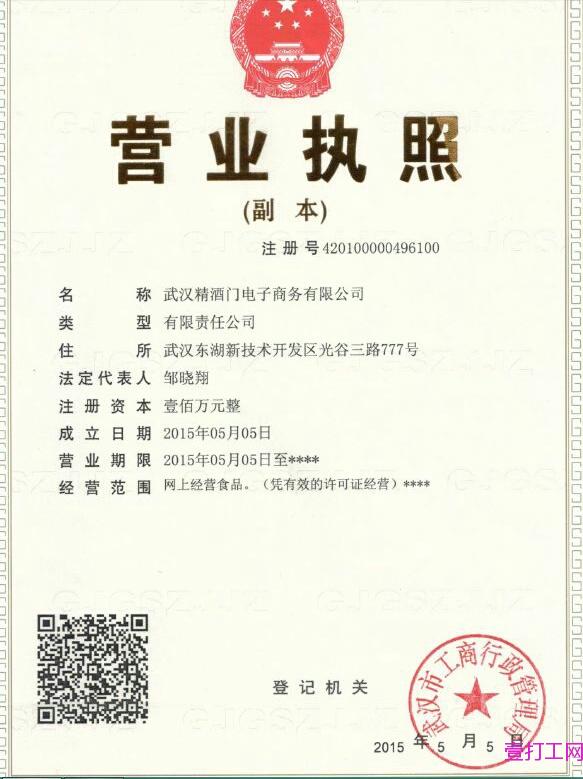 营业执照
(副 本)
注册号420100000496100
名 称 武汉精酒门电子商务有限公司
类 型 有限责任公司
住 所 武汉东湖新技术开发区光谷三路777号
法定代表人 邹晓翔
注册资本 壹佰万元整
成立日期 2015年05月05日
营业期限 2015年05月05日至****
经营范围 网上经营食品。（凭有效的许可证经营）****
武汉市工商行政管理局
登记机关
2015 年 5 月 5 日
壹打工网